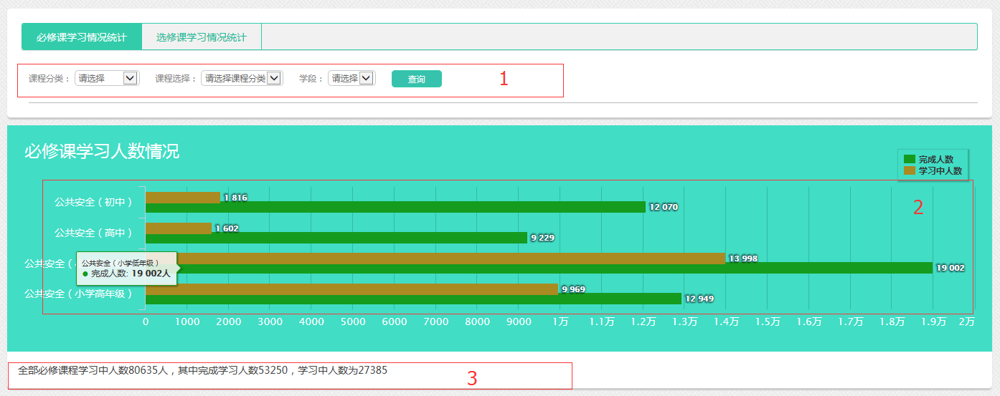 必修课学习情况统计 选修课学习情况统计
课程分类： 请选择 课程选择： 请选择课程分类 学段： 请选择 查询 1
必修课学习人数情况
完成人数
学习中人数
2
公共安全（初中） 1 816
12 070
公共安全（高中） 1 602
9 229
公共安全（小 13 998
19 002
公共安全（小学低年级）
● 完成人数: 19 002人
公共安全（小学高年级） 9 969
12 949
0 1000 2000 3000 4000 5000 6000 7000 8000 9000 1万 1.1万 1.2万 1.3万 1.4万 1.5万 1.6万 1.7万 1.8万 1.9万 2万
全部必修课程学习中人数80635人，其中完成学习人数53250，学习中人数为27385
3